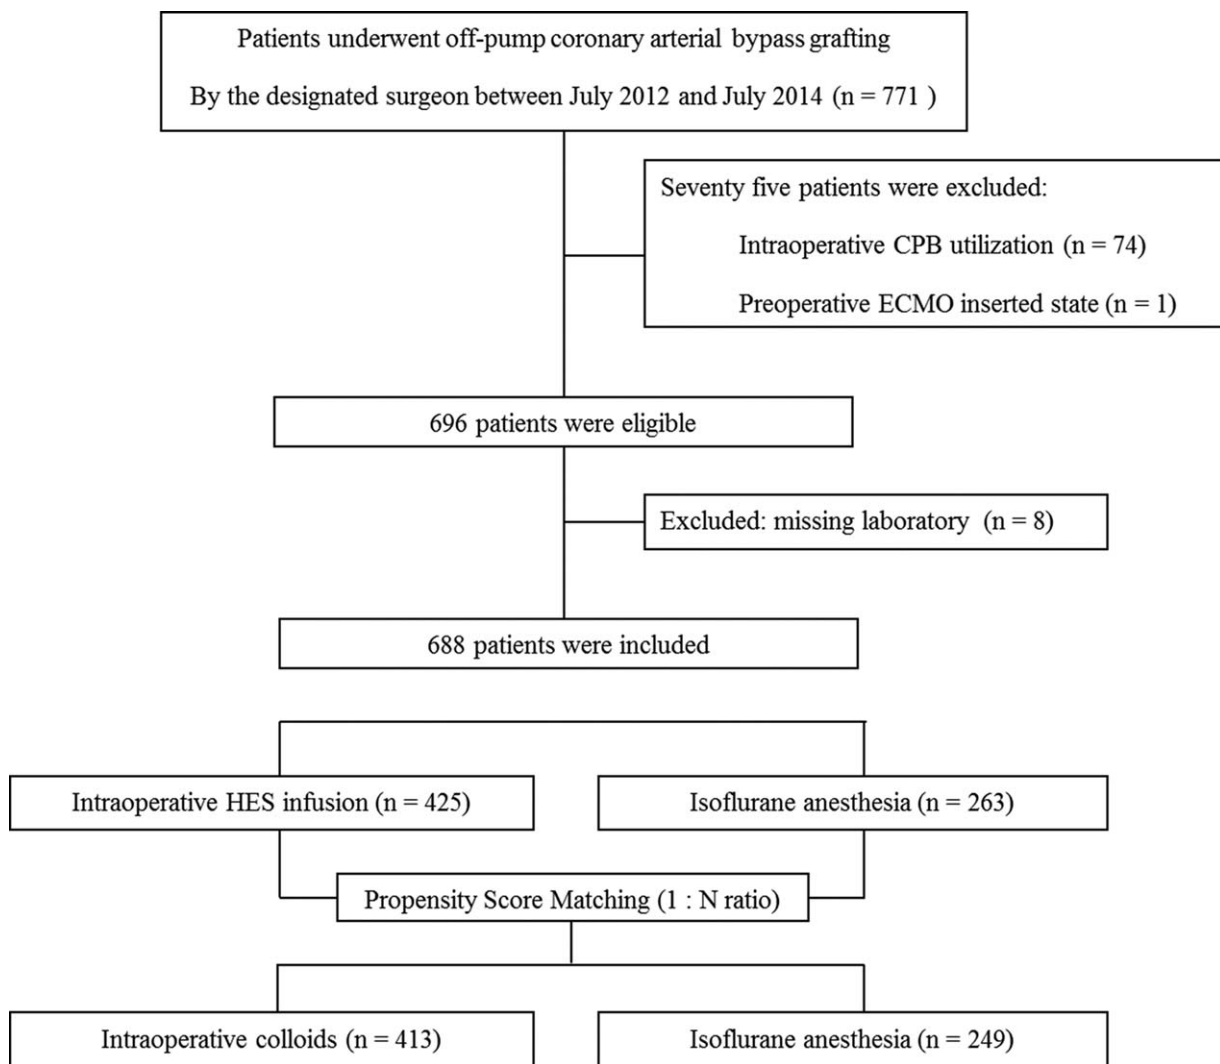 Patients underwent off-pump coronary arterial bypass grafting
By the designated surgeon between July 2012 and July 2014 (n = 771 )
Seventy five patients were excluded:
Intraoperative CPB utilization (n = 74)
Preoperative ECMO inserted state (n = 1)
696 patients were eligible
Excluded: missing laboratory (n = 8)
688 patients were included
Intraoperative HES infusion (n = 425)
Isoflurane anesthesia (n = 263)
Propensity Score Matching (1 : N ratio)
Intraoperative colloids (n = 413)
Isoflurane anesthesia (n = 249)